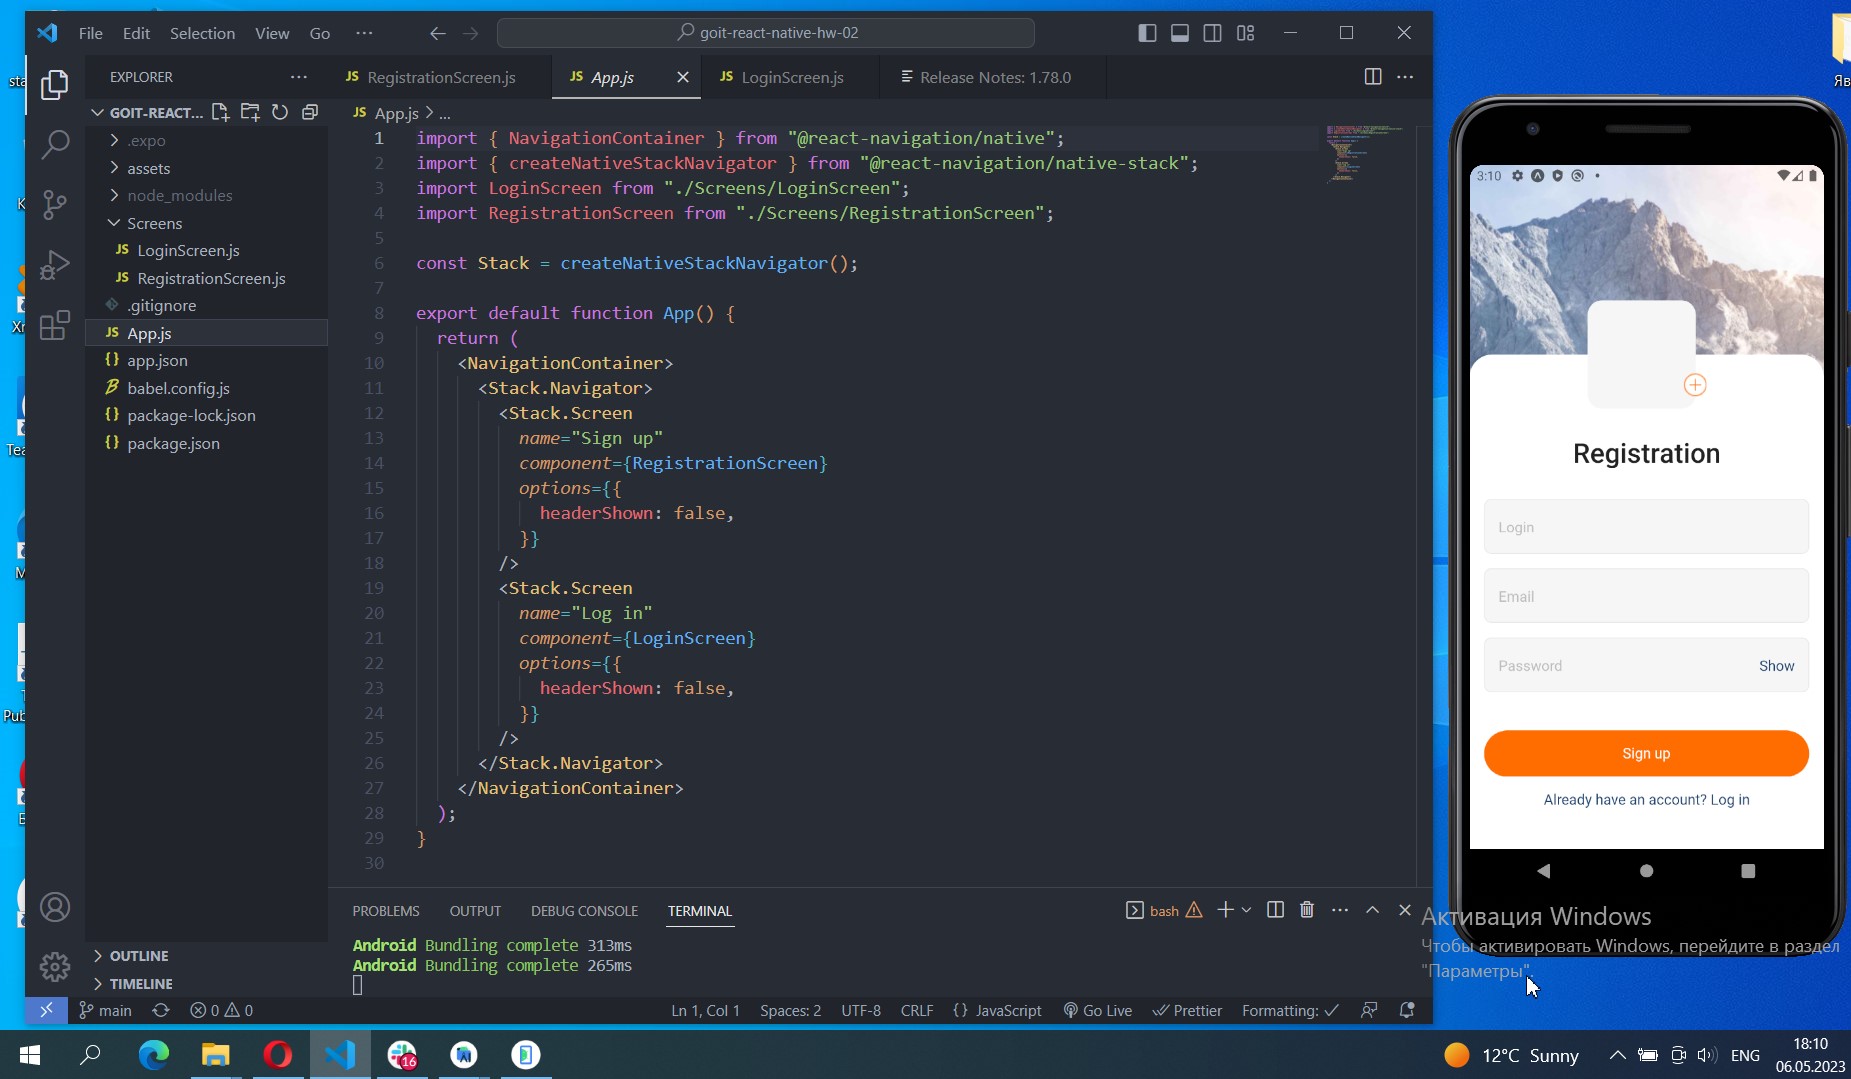 File Edit Selection View Go ···
goit-react-native-hw-02
EXPLORER
GOIT-REACT...
.expo
assets
node_modules
Screens
JS LoginScreen.js
JS RegistrationScreen.js
.gitignore
JS App.js
{} app.json
babel.config.js
{} package-lock.json
{} package.json
OUTLINE
TIMELINE
JS RegistrationScreen.js
JS App.js
JS LoginScreen.js
Release Notes: 1.78.0
JS App.js > ...
1 import { NavigationContainer } from "@react-navigation/native";
2 import { createNativeStackNavigator } from "@react-navigation/native-stack";
3 import LoginScreen from "./Screens/LoginScreen";
4 import RegistrationScreen from "./Screens/RegistrationScreen";
5
6 const Stack = createNativeStackNavigator();
7
8 export default function App() {
9 return (
10 <NavigationContainer>
11 <Stack.Navigator>
12 <Stack.Screen
13 name="Sign up"
14 component={RegistrationScreen}
15 options={{
16 headerShown: false,
17 }}
18 />
19 <Stack.Screen
20 name="Log in"
21 component={LoginScreen}
22 options={{
23 headerShown: false,
24 }}
25 />
26 </Stack.Navigator>
27 </NavigationContainer>
28 );
29 }
30
PROBLEMS OUTPUT DEBUG CONSOLE TERMINAL
bash
Android Bundling complete 313ms
Android Bundling complete 265ms
main
0 0
Ln 1, Col 1 Spaces: 2 UTF-8 CRLF {} JavaScript Go Live Prettier Formatting: ✓
3:10
Registration
Login
Email
Password Show
Sign up
Already have an account? Log in
Активация Windows
Чтобы активировать Windows, перейдите в раздел
"Параметры".
16
12°C Sunny
ENG
18:10
06.05.2023